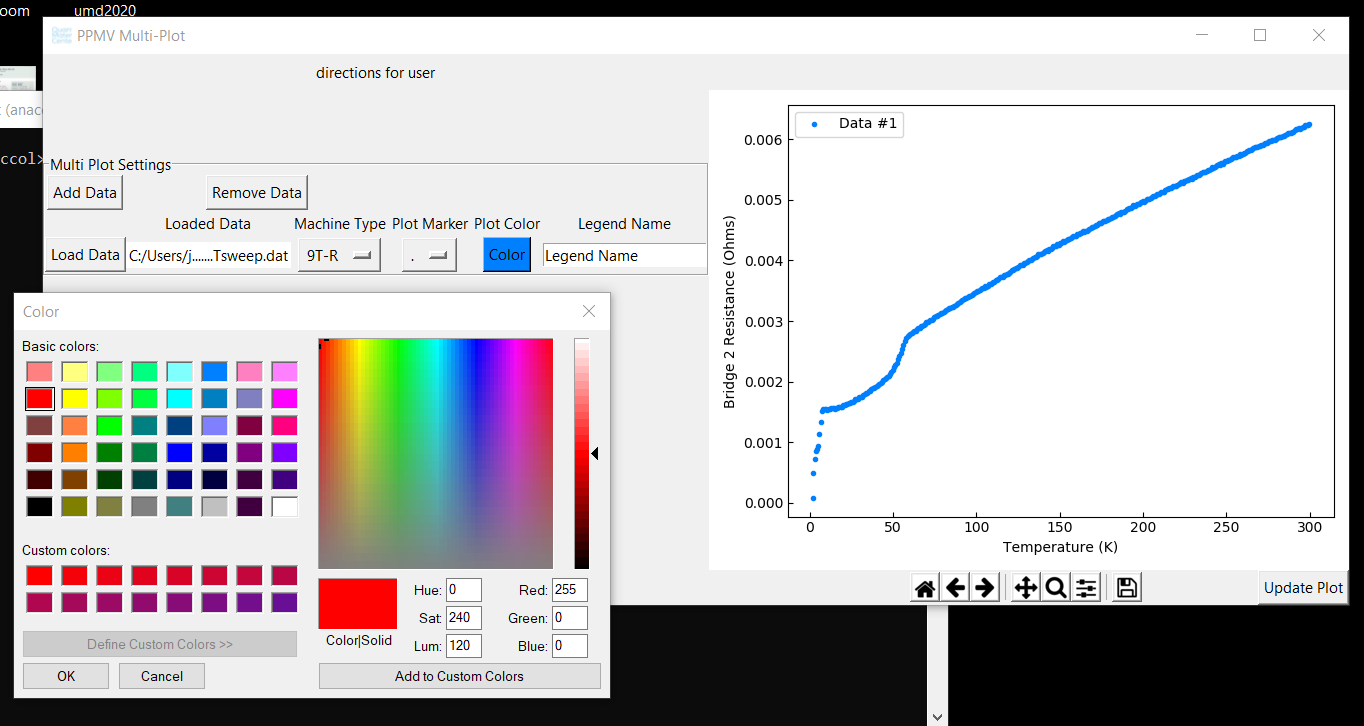 oom
umd2020
PPMV Multi-Plot
directions for user
t (anaco
ccol>
Multi Plot Settings
Add Data
Remove Data
Loaded Data
Machine Type
Plot Marker
Plot Color
Legend Name
Load Data
C:/Users/j.......Tsweep.dat
9T-R
.
Color
Legend Name
Color
Basic colors:
Custom colors:
Define Custom Colors >>
OK
Cancel
Color|Solid
Hue: 0
Sat: 240
Lum: 120
Red: 255
Green: 0
Blue: 0
Add to Custom Colors
Data #1
0.006
0.005
0.004
0.003
0.002
0.001
0.000
Bridge 2 Resistance (Ohms)
0 50 100 150 200 250 300
Temperature (K)
Update Plot